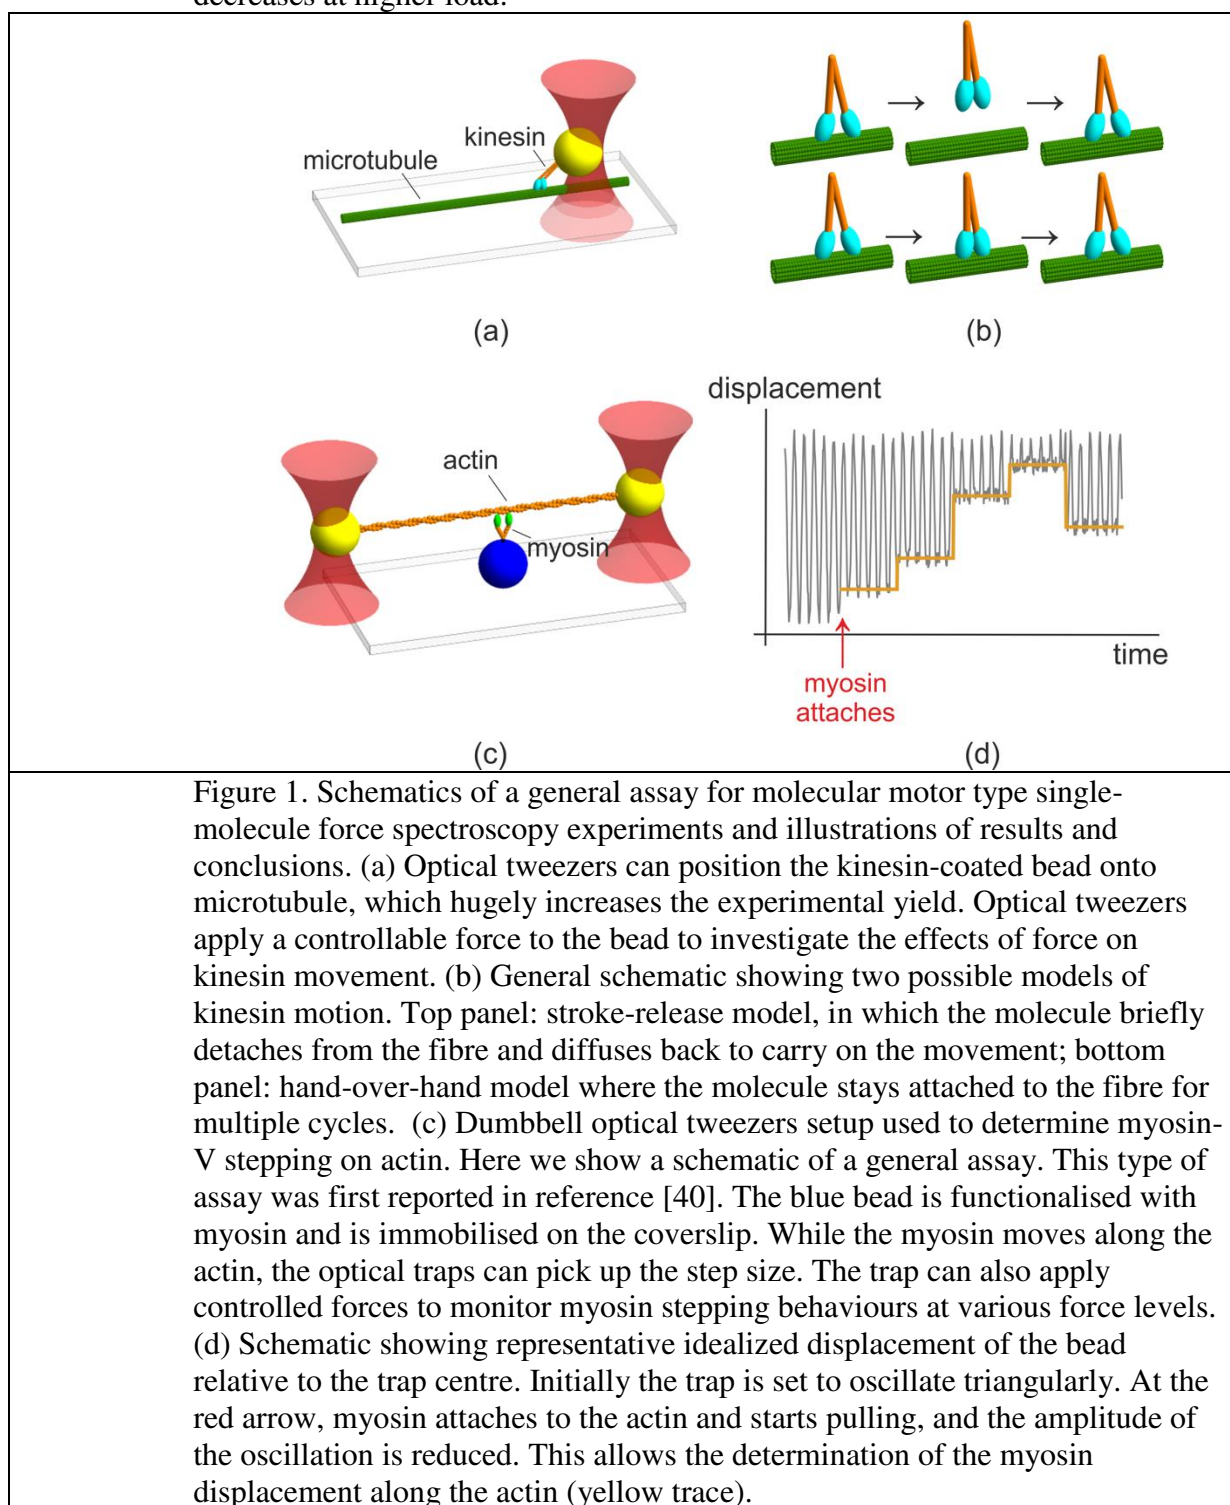 decreases at higher load.
kinesin
microtubule
(a)
(b)
displacement
actin
myosin
time
myosin
attaches
(c)
(d)
Figure 1. Schematics of a general assay for molecular motor type single-
molecule force spectroscopy experiments and illustrations of results and
conclusions. (a) Optical tweezers can position the kinesin-coated bead onto
microtubule, which hugely increases the experimental yield. Optical tweezers
apply a controllable force to the bead to investigate the effects of force on
kinesin movement. (b) General schematic showing two possible models of
kinesin motion. Top panel: stroke-release model, in which the molecule briefly
detaches from the fibre and diffuses back to carry on the movement; bottom
panel: hand-over-hand model where the molecule stays attached to the fibre for
multiple cycles.  (c) Dumbbell optical tweezers setup used to determine myosin-
V stepping on actin. Here we show a schematic of a general assay. This type of
assay was first reported in reference [40]. The blue bead is functionalised with
myosin and is immobilised on the coverslip. While the myosin moves along the
actin, the optical traps can pick up the step size. The trap can also apply
controlled forces to monitor myosin stepping behaviours at various force levels.
(d) Schematic showing representative idealized displacement of the bead
relative to the trap centre. Initially the trap is set to oscillate triangularly. At the
red arrow, myosin attaches to the actin and starts pulling, and the amplitude of
the oscillation is reduced. This allows the determination of the myosin
displacement along the actin (yellow trace).